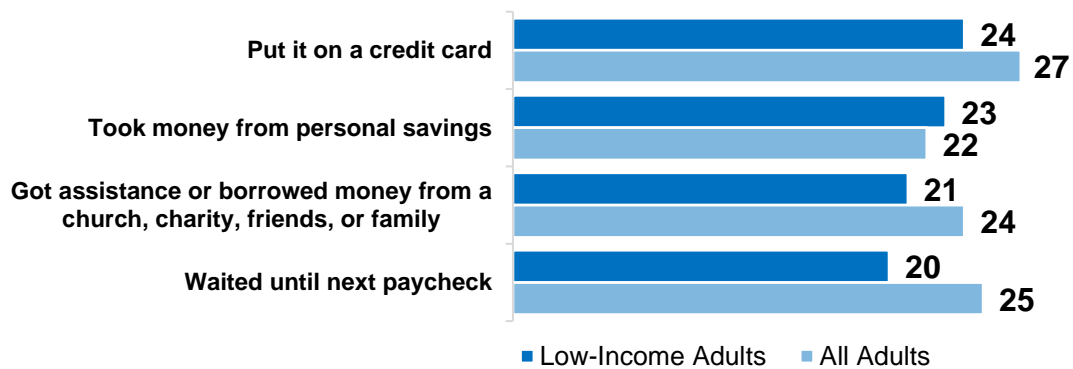 Put it on a credit card
24
27
Took money from personal savings
23
22
Got assistance or borrowed money from a
church, charity, friends, or family
21
24
Waited until next paycheck
20
25
Low-Income Adults
All Adults